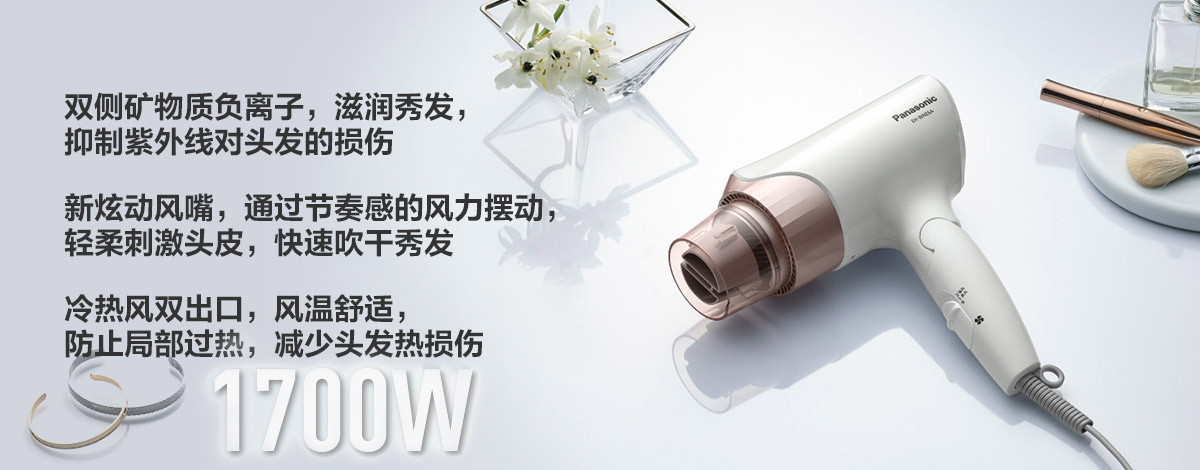 双侧矿物质负离子，滋润秀发，
抑制紫外线对头发的损伤
新炫动风嘴，通过节奏感的风力摆动，
轻柔刺激头皮，快速吹干秀发
冷热风双出口，风温舒适，
防止局部过热，减少头发热损伤
1700W
Panasonic